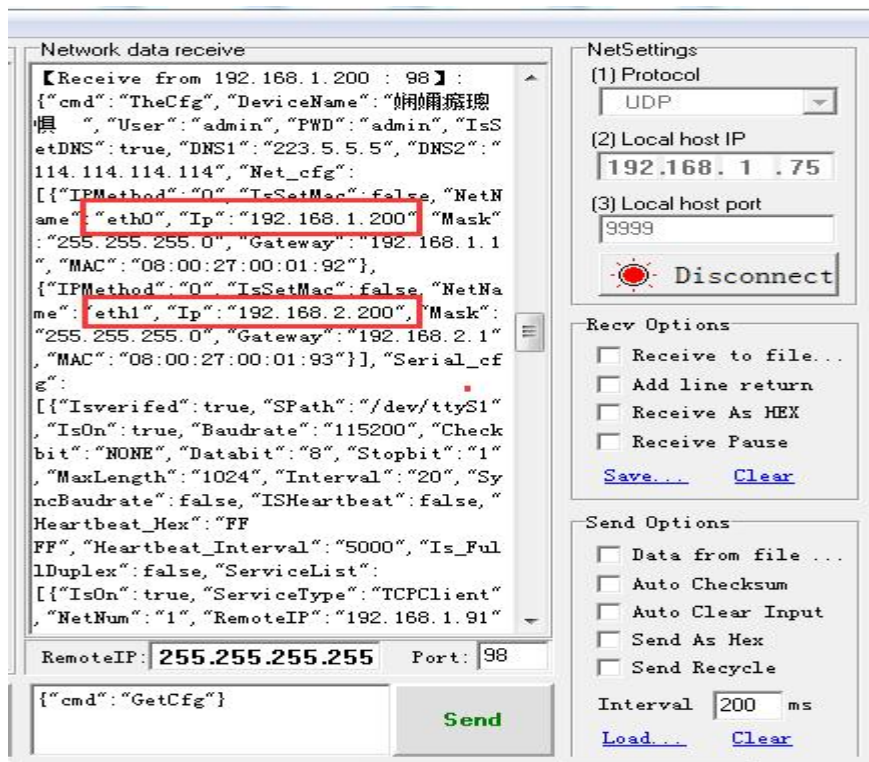 Network data receive
【Receive from 192.168.1.200 : 98】:
{"cmd":"TheCfg","DeviceName":"
","User":"admin","PWD":"admin","IsS
etDNS":true,"DNS1":"223.5.5.5","DNS2":"
114.114.114.114","Net_cfg":
[{"IPMethod":"0","IsSetMac":false,"NetN
ame":"eth0","Ip":"192.168.1.200","Mask"
:"255.255.255.0","Gateway":"192.168.1.1
","MAC":"08:00:27:00:01:92"},
{"IPMethod":"0","IsSetMac":false,"NetNa
me":"eth1","Ip":"192.168.2.200","Mask":
"255.255.255.0","Gateway":"192.168.2.1"
,"MAC":"08:00:27:00:01:93"}],"Serial_cf
g":
[{"Isverifed":true,"SPath":"/dev/ttyS1"
,"IsOn":true,"Baudrate":"115200","Check
bit":"NONE","Databit":"8","Stopbit":"1"
,"MaxLength":"1024","Interval":"20","Sy
ncBaudrate":false,"ISHeartbeat":false,"
Heartbeat_Hex":"FF
FF","Heartbeat_Interval":"5000","Is_Ful
lDuplex":false,"ServiceList":
[{"IsOn":true,"ServiceType":"TCPClient"
,"NetNum":"1","RemoteIP":"192.168.1.91"
RemoteIP: 255.255.255.255 Port: 98
{"cmd":"GetCfg"}
Send
NetSettings
(1) Protocol
UDP
(2) Local host IP
192.168. 1 .75
(3) Local host port
9999
Disconnect
Recv Options
Receive to file...
Add line return
Receive As HEX
Receive Pause
Save... Clear
Send Options
Data from file ...
Auto Checksum
Auto Clear Input
Send As Hex
Send Recycle
Interval 200 ms
Load... Clear